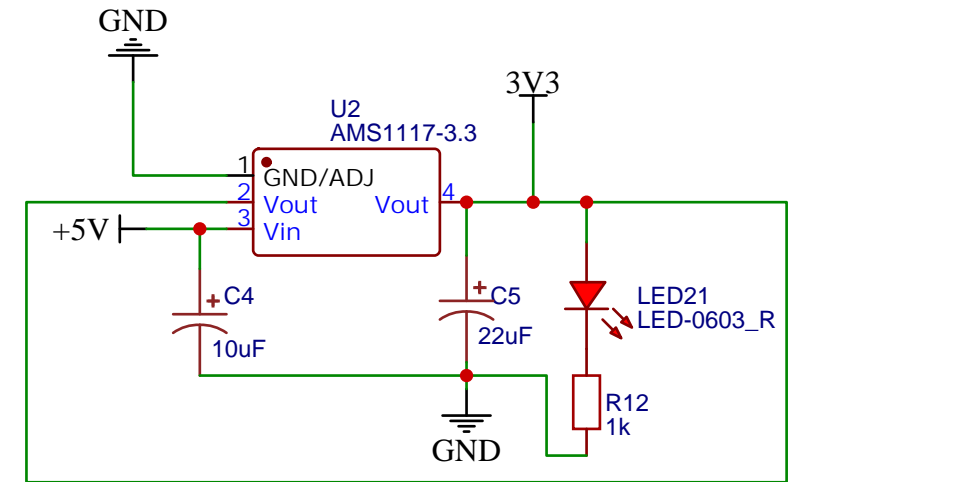 GND
3V3
U2
AMS1117-3.3
1
GND/ADJ
2
Vout
Vout
4
+5V
3
Vin
+
C4
10uF
+
C5
22uF
LED21
LED-0603_R
R12
1k
GND